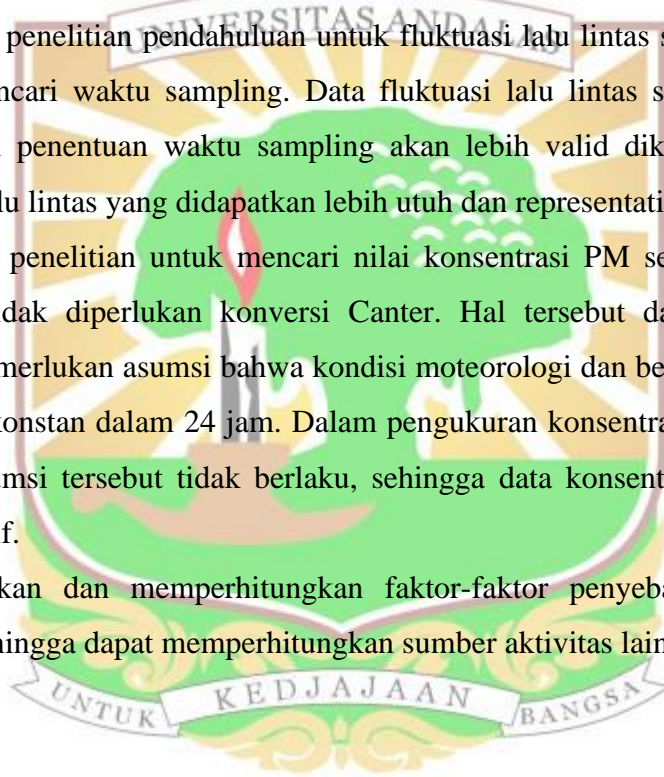 UNIVERSITAS ANDALAS
penelitian pendahuluan untuk fluktuasi lalu lintas s
ncari waktu sampling. Data fluktuasi lalu lintas s
penentuan waktu sampling akan lebih valid dik
lu lintas yang didapatkan lebih utuh dan representati
penelitian untuk mencari nilai konsentrasi PM se
idak diperlukan konversi Canter. Hal tersebut da
merlukan asumsi bahwa kondisi moteorologi dan be
konstan dalam 24 jam. Dalam pengukuran konsentra
umsi tersebut tidak berlaku, sehingga data konsent
f.
kan dan memperhitungkan faktor-faktor penyeba
hingga dapat memperhitungkan sumber aktivitas lain
UNTUK KEDJAJAAN BANGSA